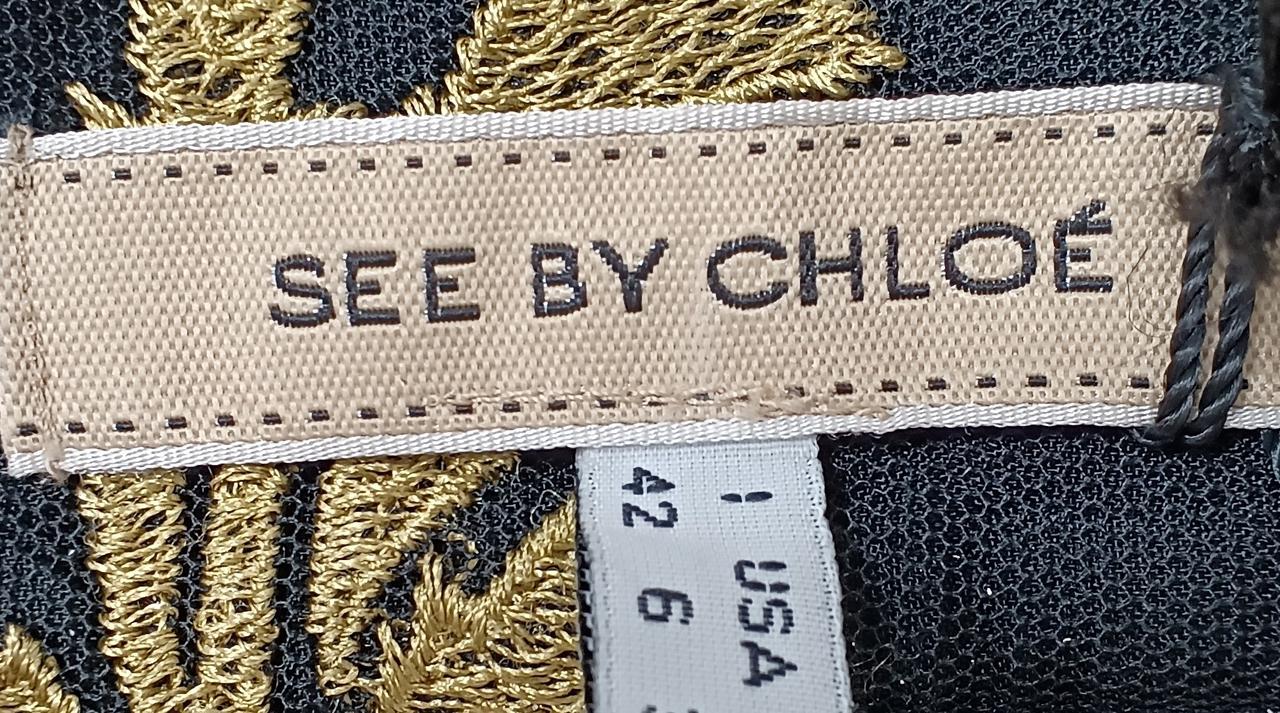 SEE BY CHLOÉ
I USA
42 6